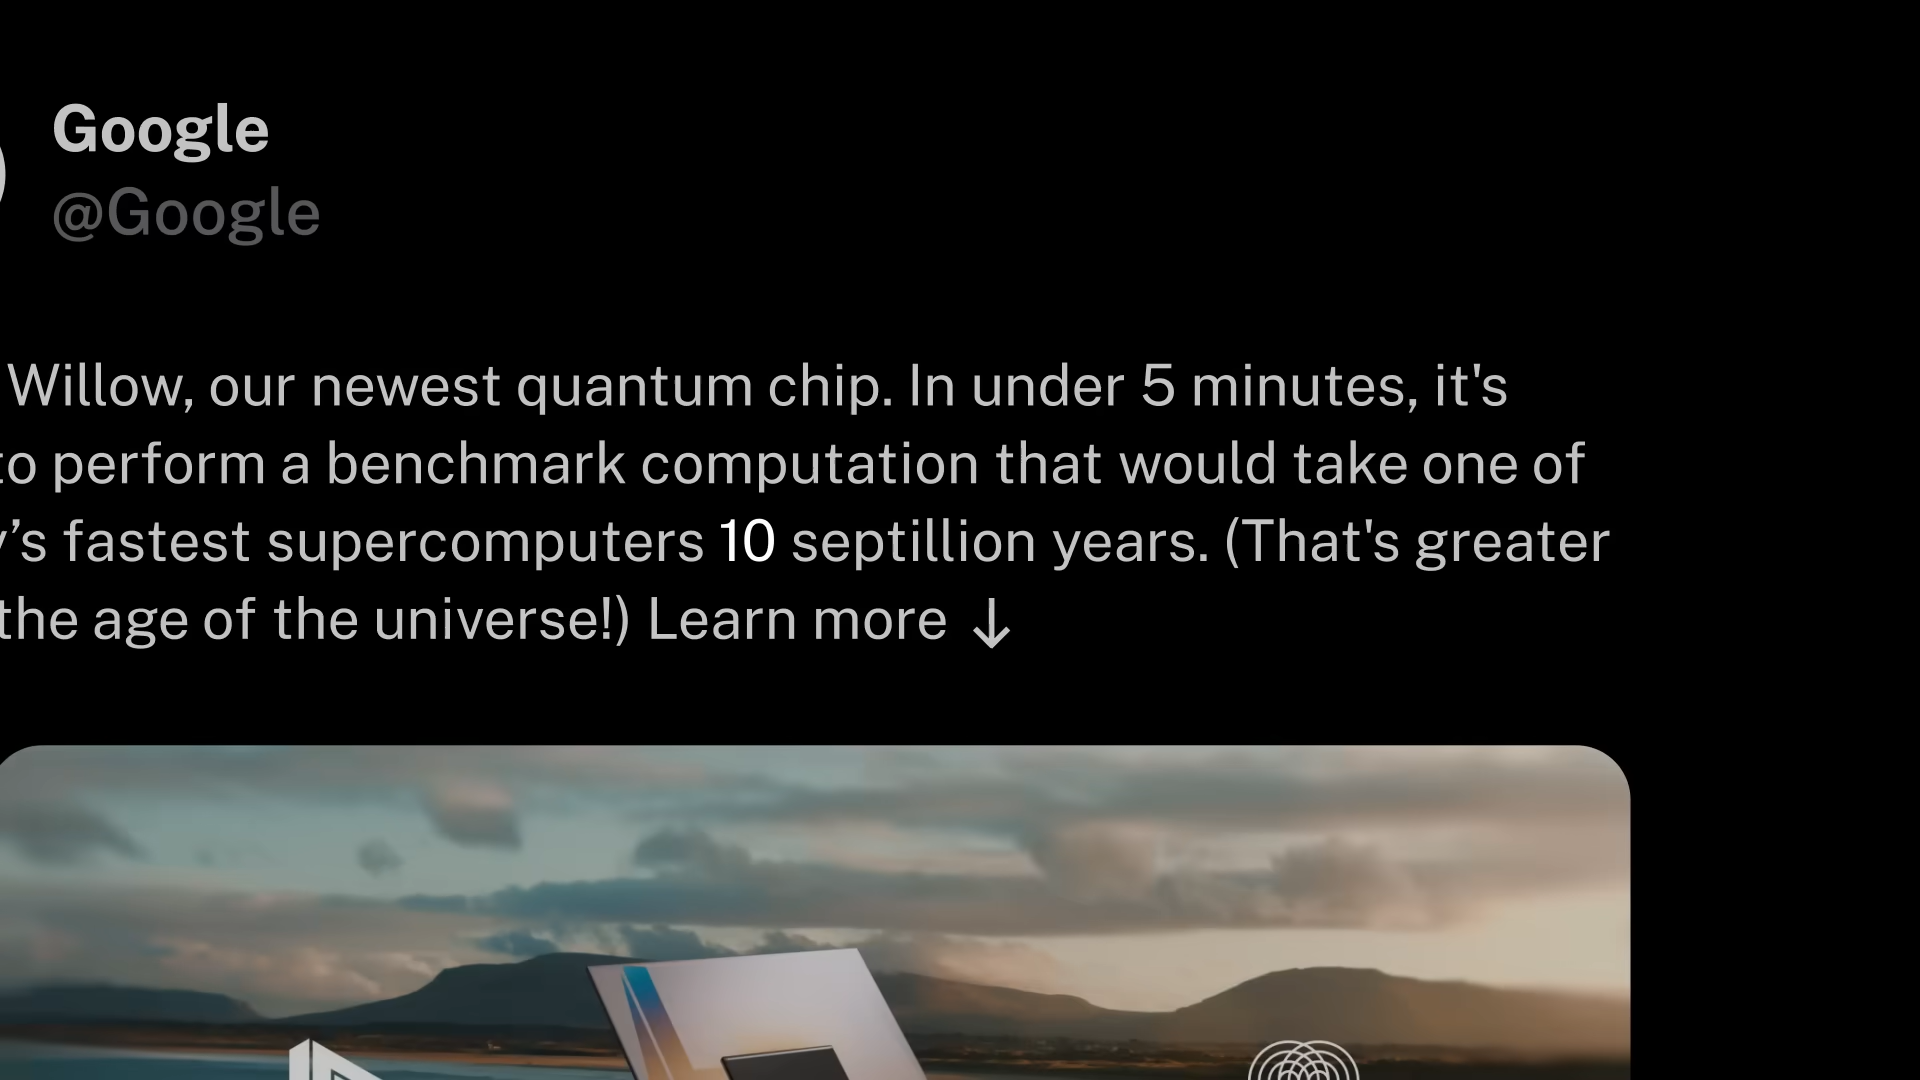 Google
@Google
Willow, our newest quantum chip. In under 5 minutes, it's
to perform a benchmark computation that would take one of
’s fastest supercomputers 10 septillion years. (That's greater
the age of the universe!) Learn more ↓